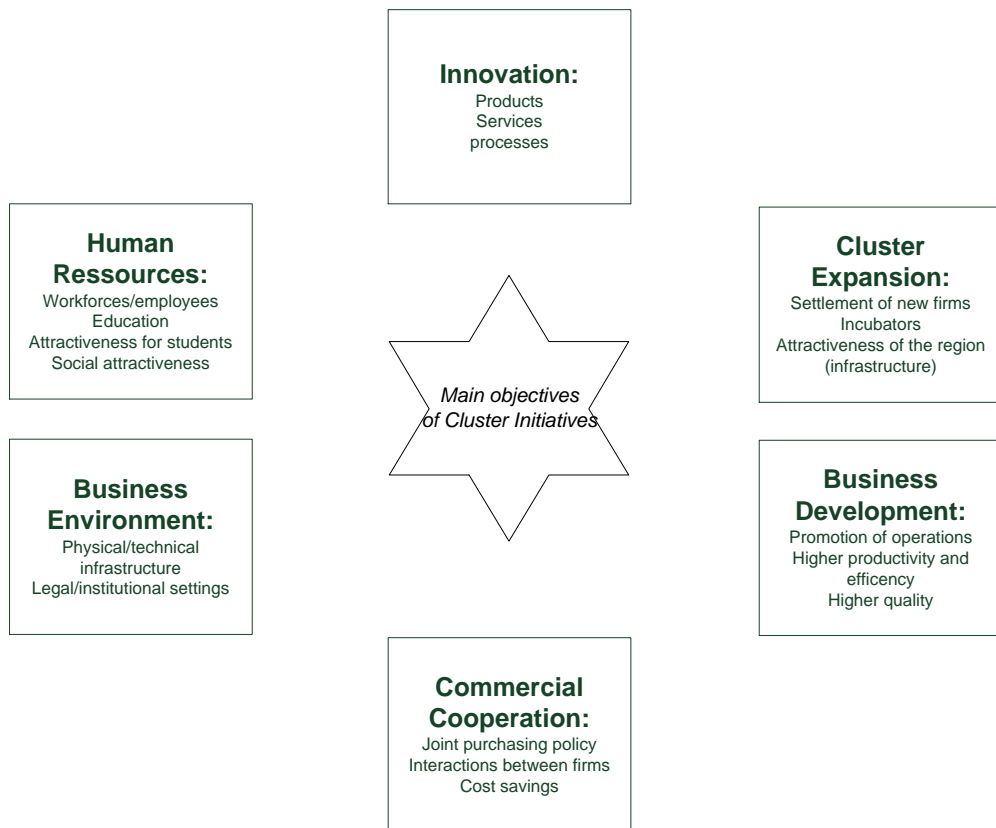 Innovation:
Products
Services
processes
Human
Ressources:
Workforces/employees
Education
Attractiveness for students
Social attractiveness
Cluster
Expansion:
Settlement of new firms
Incubators
Attractiveness of the region
(infrastructure)
Main objectives
of Cluster Initiatives
Business
Environment:
Physical/technical
infrastructure
Legal/institutional settings
Business
Development:
Promotion of operations
Higher productivity and
efficency
Higher quality
Commercial
Cooperation:
Joint purchasing policy
Interactions between firms
Cost savings